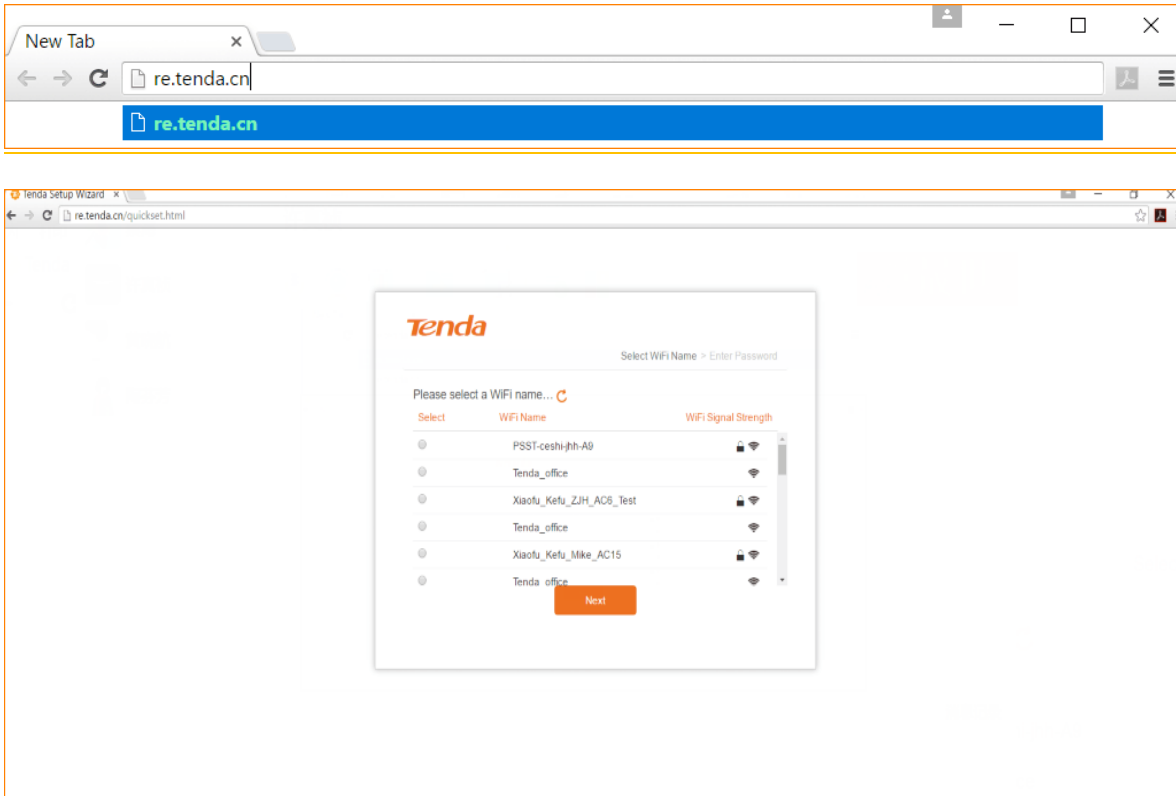 New Tab
re.tenda.cn
re.tenda.cn
Tenda Setup Wizard
re.tenda.cn/quickset.html
Tenda
Select WiFi Name > Enter Password
Please select a WiFi name...
Select WiFi Name WiFi Signal Strength
PSST-ceshi-jhh-A9
Tenda_office
Xiaofu_Kefu_ZJH_AC6_Test
Tenda_office
Xiaofu_Kefu_Mike_AC15
Tenda_office
Next